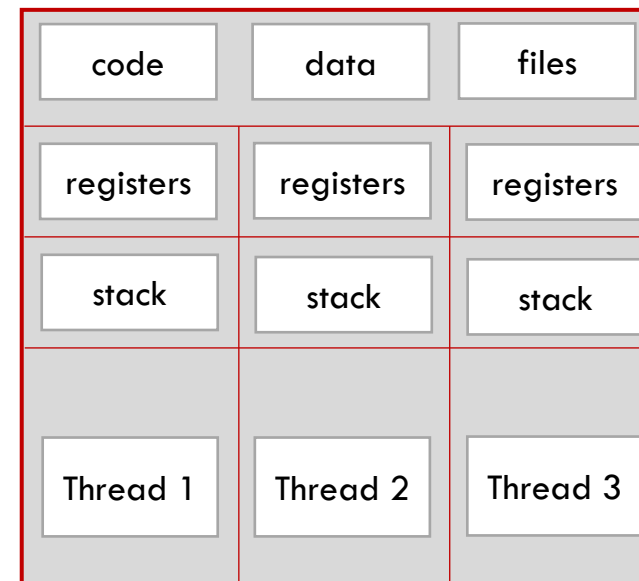 code data files
registers registers registers
stack stack stack
Thread 1 Thread 2 Thread 3